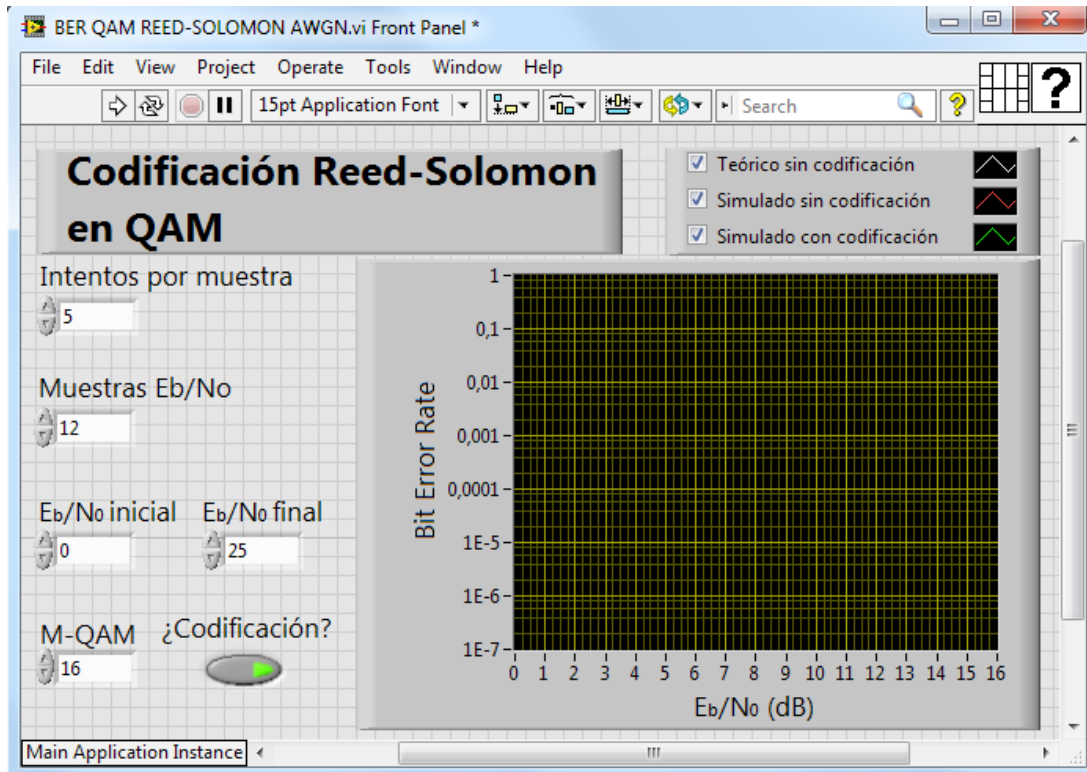 BER QAM REED-SOLOMON AWGN.vi Front Panel *
File Edit View Project Operate Tools Window Help
15pt Application Font
Search
?
?
Codificación Reed-Solomon
en QAM
Teórico sin codificación
Simulado sin codificación
Simulado con codificación
Intentos por muestra
5
Muestras Eb/No
12
Eb/N0 inicial Eb/N0 final
0 25
M-QAM ¿Codificación?
16
Bit Error Rate
1
0,1
0,01
0,001
0,0001
1E-5
1E-6
1E-7
0 1 2 3 4 5 6 7 8 9 10 11 12 13 14 15 16
Eb/N0 (dB)
Main Application Instance